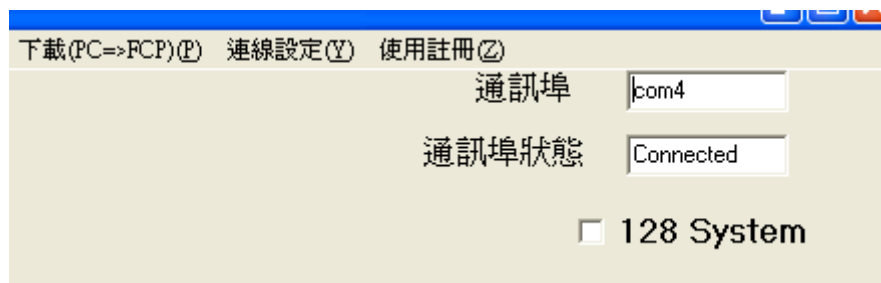 下載(PC=>FCP)(P) 連線設定(Y) 使用註冊(Z)
通訊埠 com4
通訊埠狀態 Connected
128 System